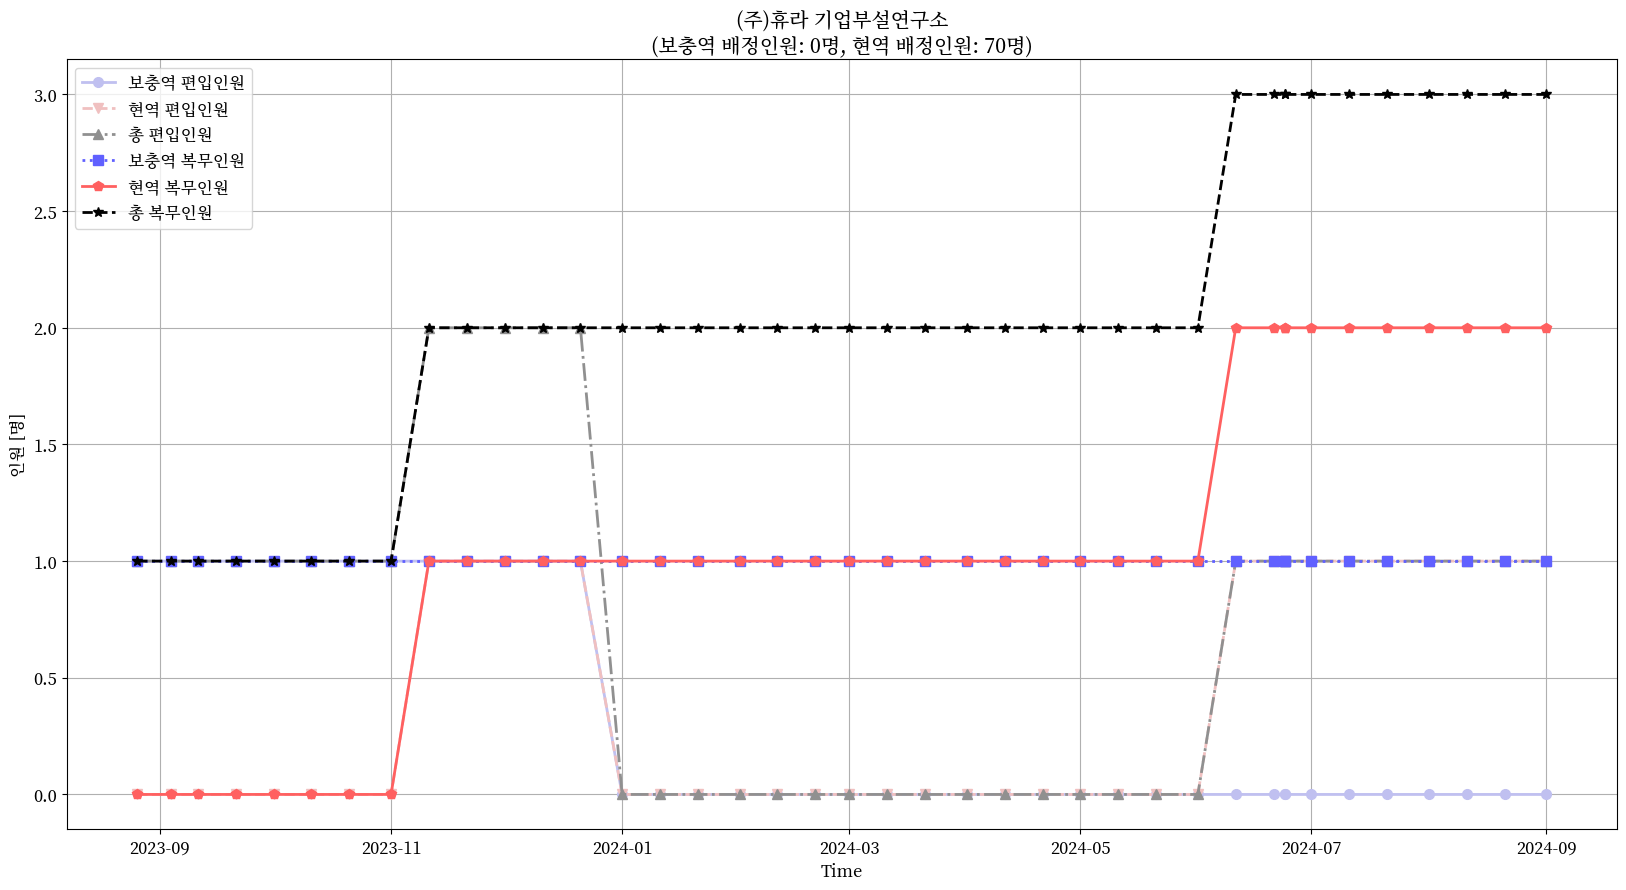 (주)휴라 기업부설연구소
(보충역 배정인원: 0명, 현역 배정인원: 70명)
보충역 편입인원
현역 편입인원
총 편입인원
보충역 복무인원
현역 복무인원
총 복무인원
3.0
2.5
2.0
1.5
1.0
0.5
0.0
인원 [명]
2023-09 2023-11 2024-01 2024-03 2024-05 2024-07 2024-09
Time